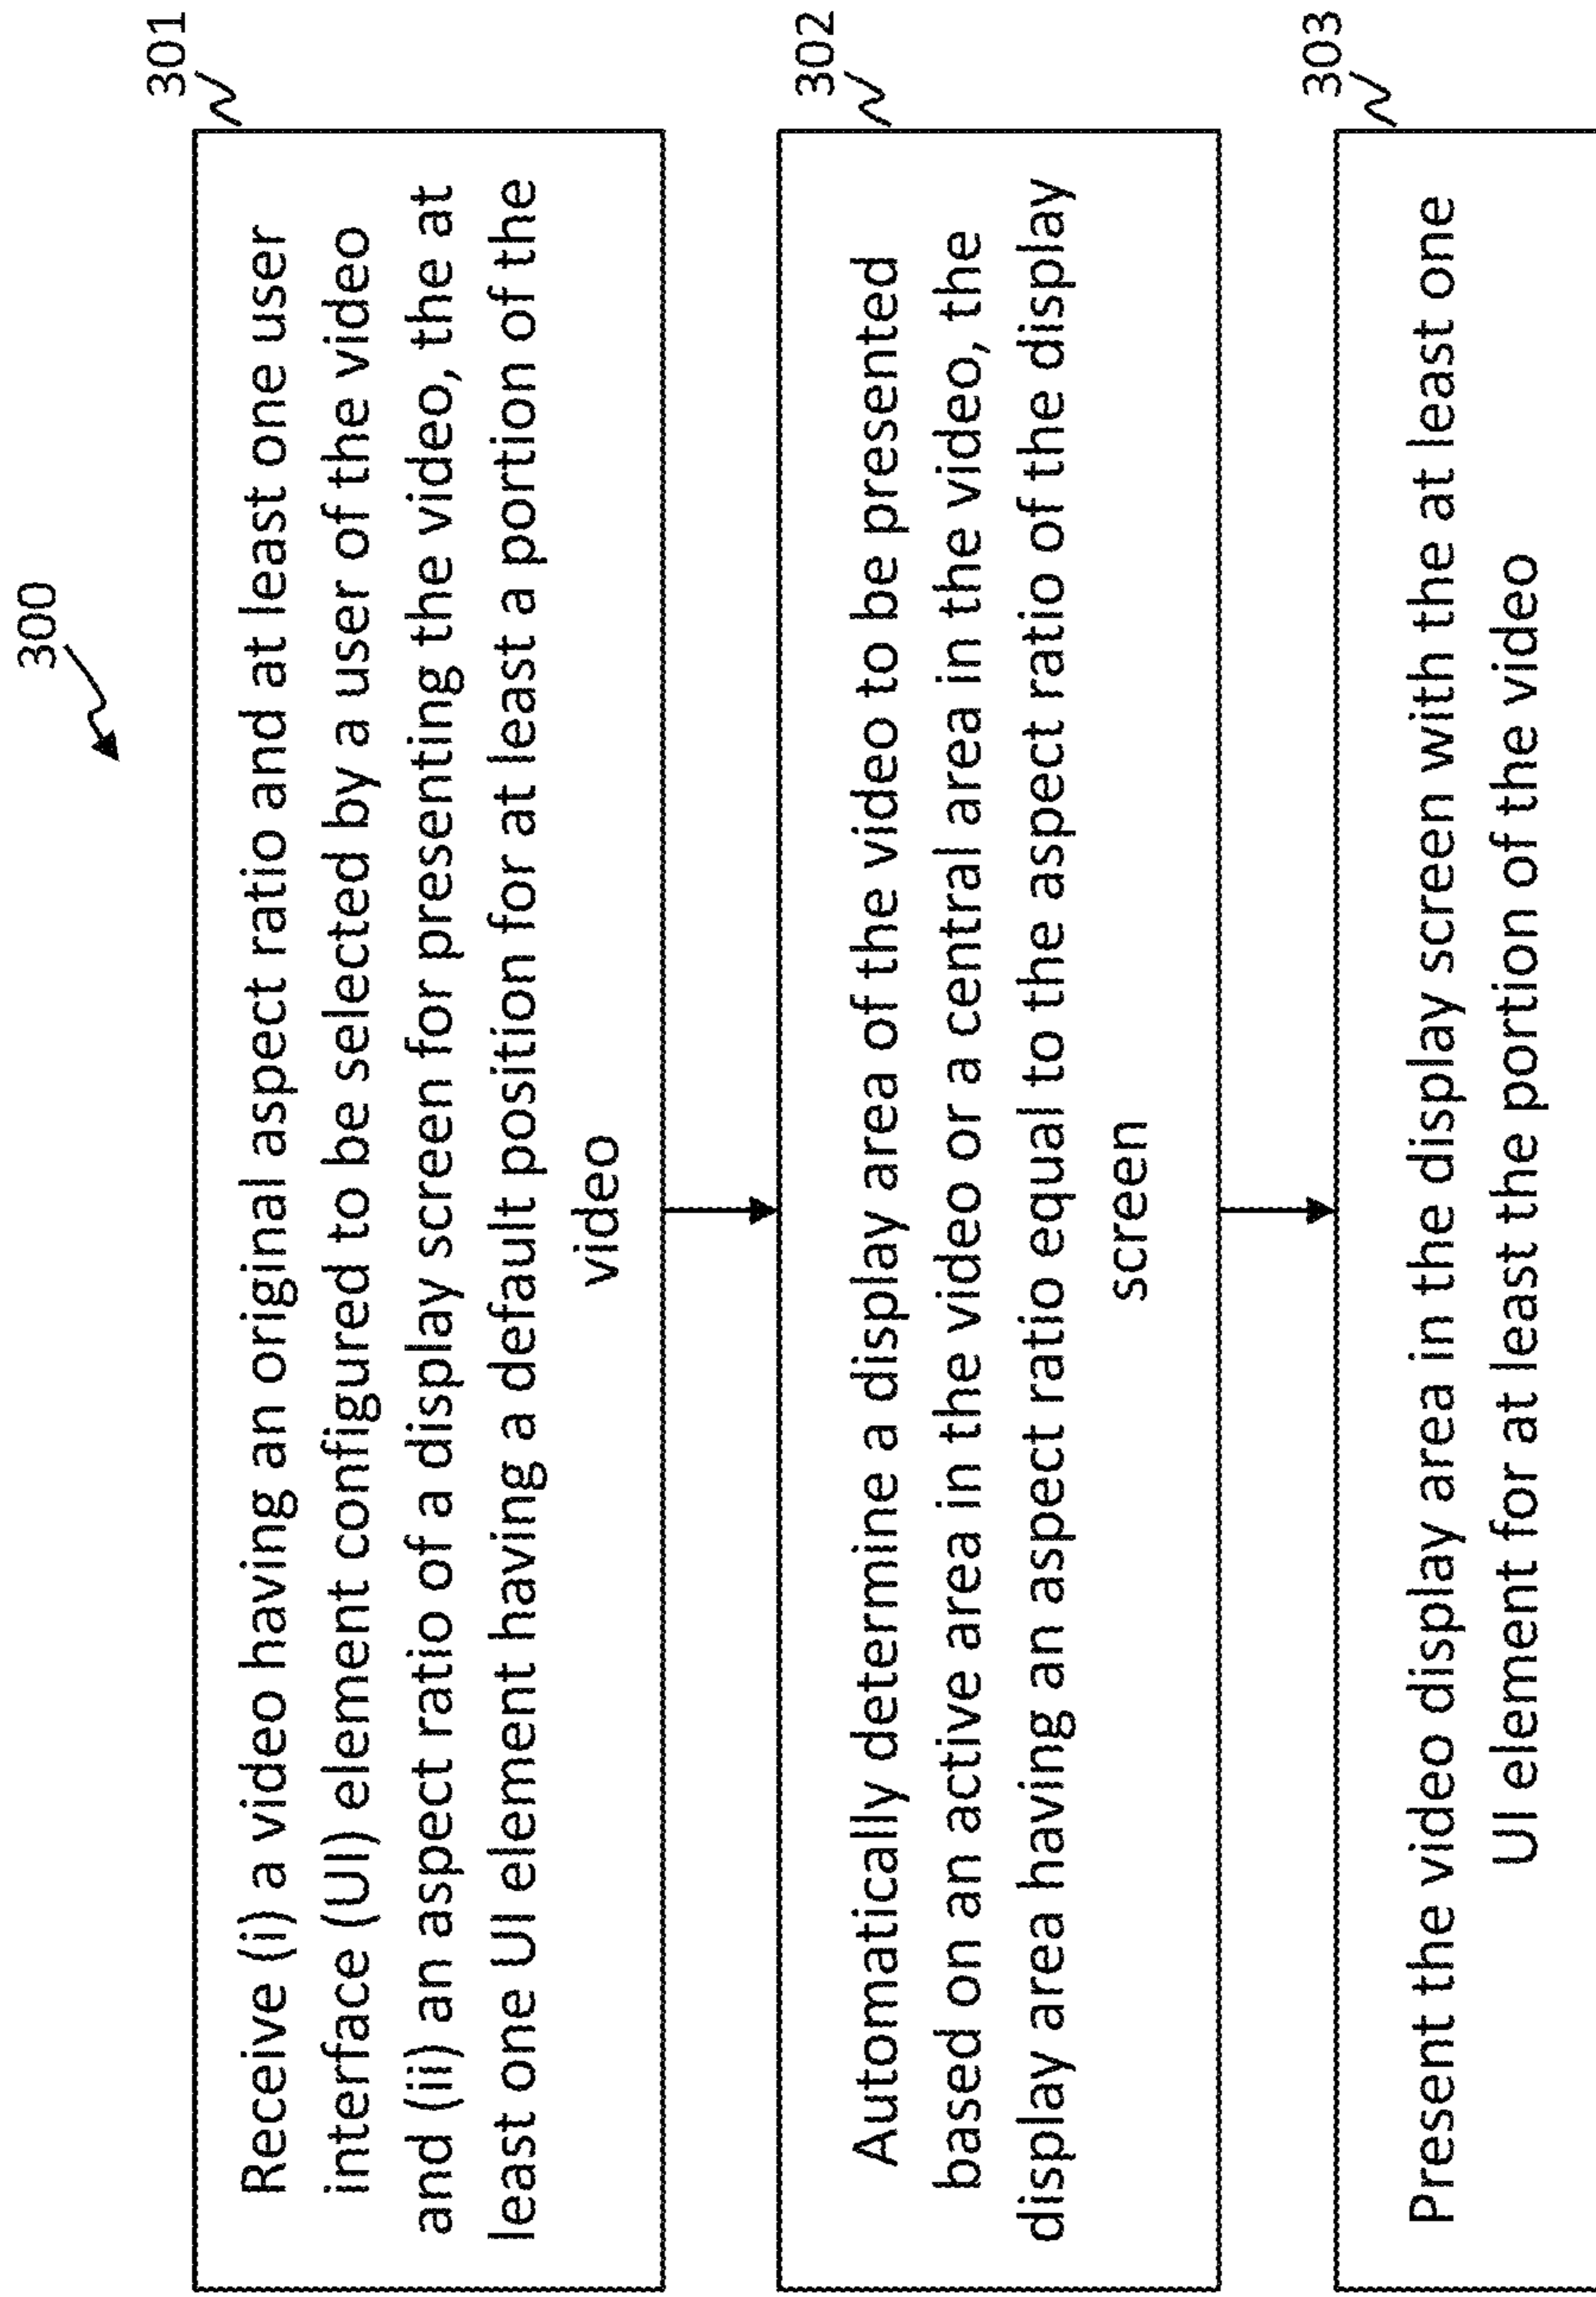 300
301
Receive (i) a video having an original aspect ratio and at least one user
interface (UI) element configured to be selected by a user of the video
and (ii) an aspect ratio of a display screen for presenting the video, the at
least one UI element having a default position for at least a portion of the
video
302
Automatically determine a display area of the video to be presented
based on an active area in the video or a central area in the video, the
display area having an aspect ratio equal to the aspect ratio of the display
screen
303
Present the video display area in the display screen with the at least one
UI element for at least the portion of the video